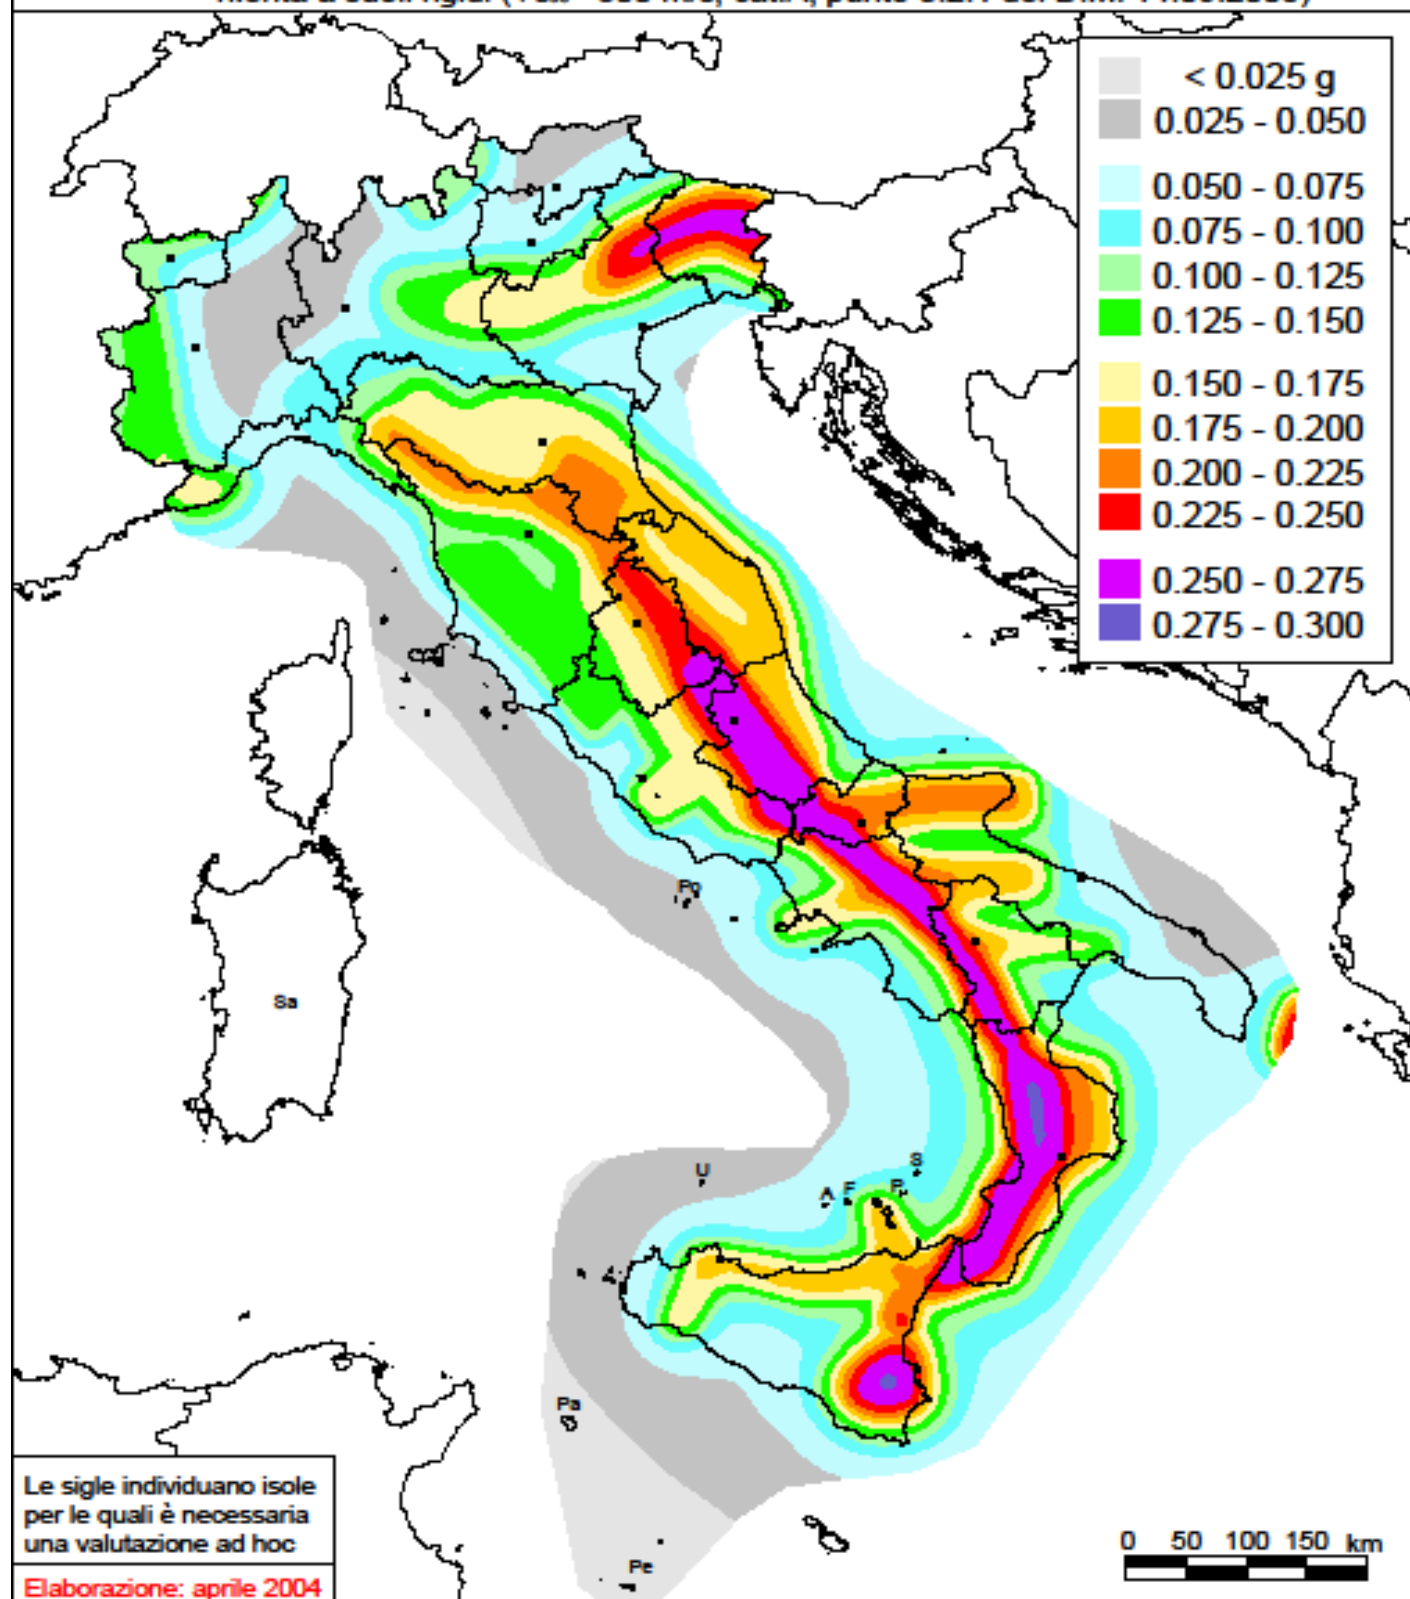 < 0.025 g
0.025 - 0.050
0.050 - 0.075
0.075 - 0.100
0.100 - 0.125
0.125 - 0.150
0.150 - 0.175
0.175 - 0.200
0.200 - 0.225
0.225 - 0.250
0.250 - 0.275
0.275 - 0.300
Po
Sa
U
S
A F P
Pa
Pe
Le sigle individuano isole
per le quali è necessaria
una valutazione ad hoc
Elaborazione: aprile 2004
0 50 100 150 km